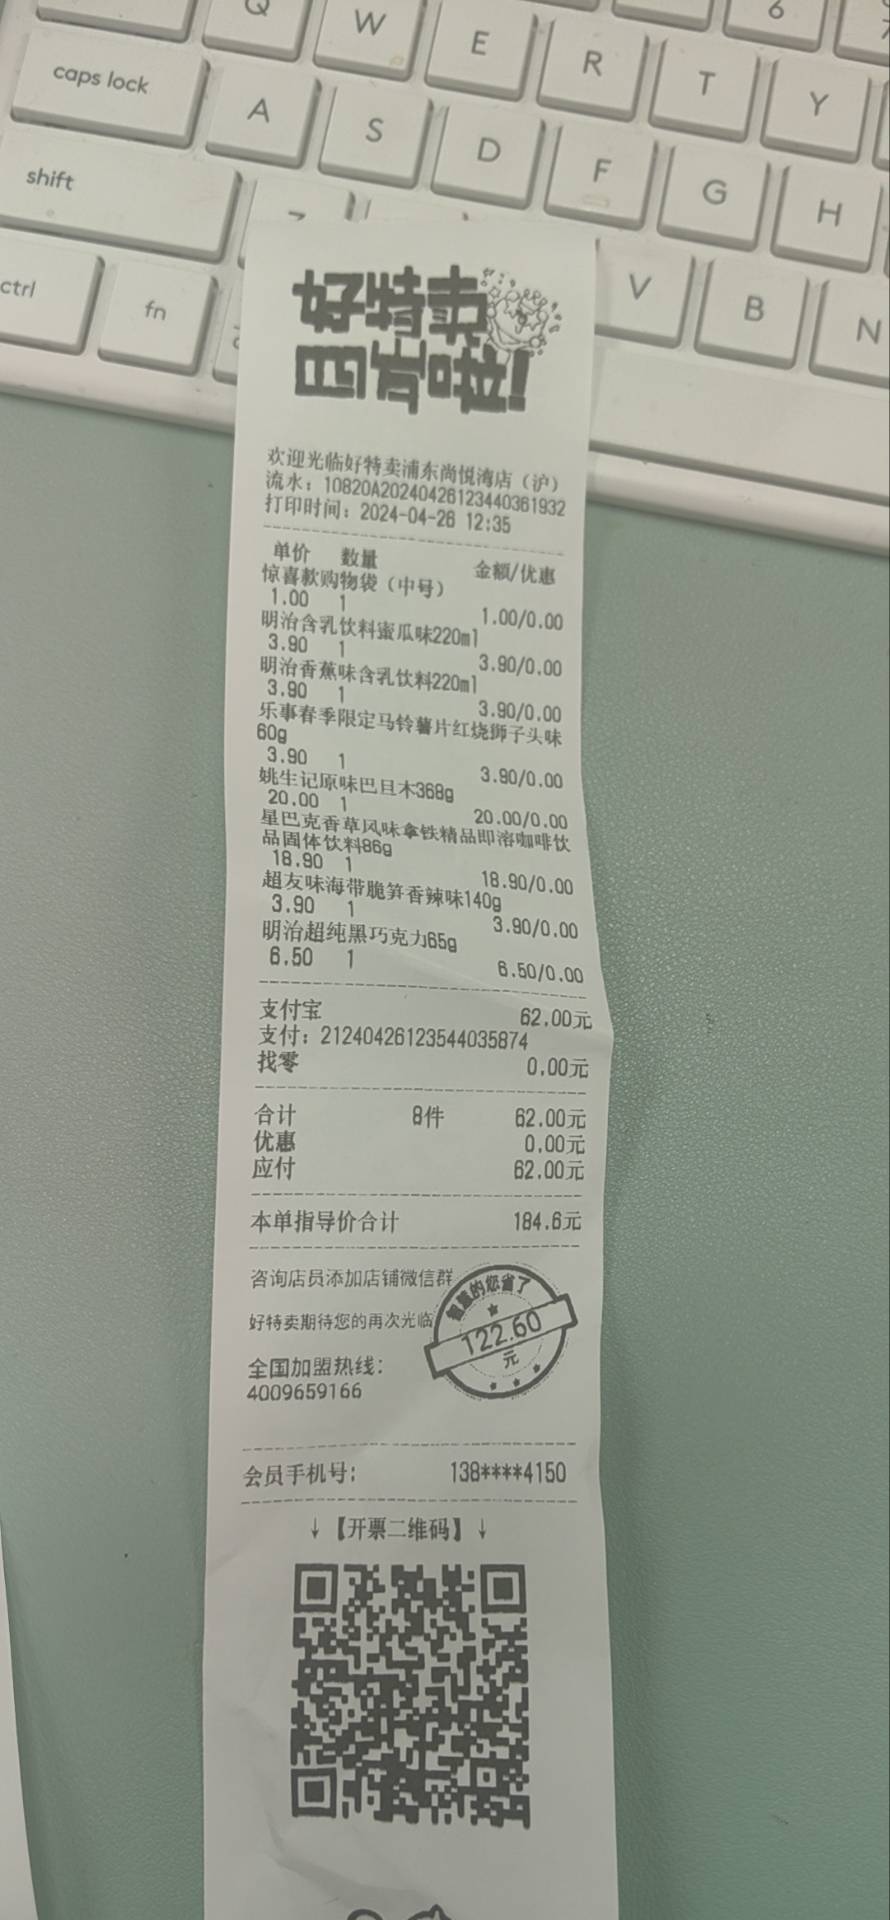 Q W E R T Y 6
caps lock A S D F G H
shift Z V B N
ctrl fn
好特卖
欢迎光临好特卖浦东尚悦湾店（沪）
流水：10820A20240426123440361932
打印时间：2024-04-26 12:35
单价 数量 金额/优惠
惊喜款购物袋（中号）
1.00 1 1.00/0.00
明治含乳饮料蜜瓜味220ml
3.90 1 3.90/0.00
明治香蕉味含乳饮料220ml
3.90 1 3.90/0.00
乐事春季限定马铃薯片红烧狮子头味
60g
3.90 1 3.90/0.00
姚生记原味巴旦木368g
20.00 1 20.00/0.00
星巴克香草风味拿铁精品即溶咖啡饮
品固体饮料86g
18.90 1 18.90/0.00
超友味海带脆笋香辣味140g
3.90 1 3.90/0.00
明治超纯黑巧克力65g
6.50 1 6.50/0.00
支付宝 62.00元
支付：21240426123544035874
找零 0.00元
合计 8件 62.00元
优惠 0.00元
应付 62.00元
本单指导价合计 184.6元
咨询店员添加店铺微信群
好特卖期待您的再次光临
的您省了
122.60
元
全国加盟热线：
4009659166
会员手机号： 138****4150
↓【开票二维码】↓